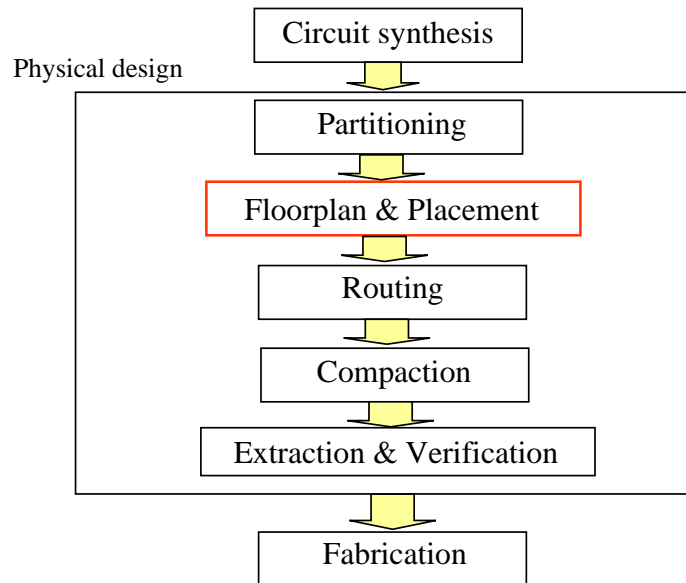 Circuit synthesis
Physical design
Partitioning
Floorplan & Placement
Routing
Compaction
Extraction & Verification
Fabrication